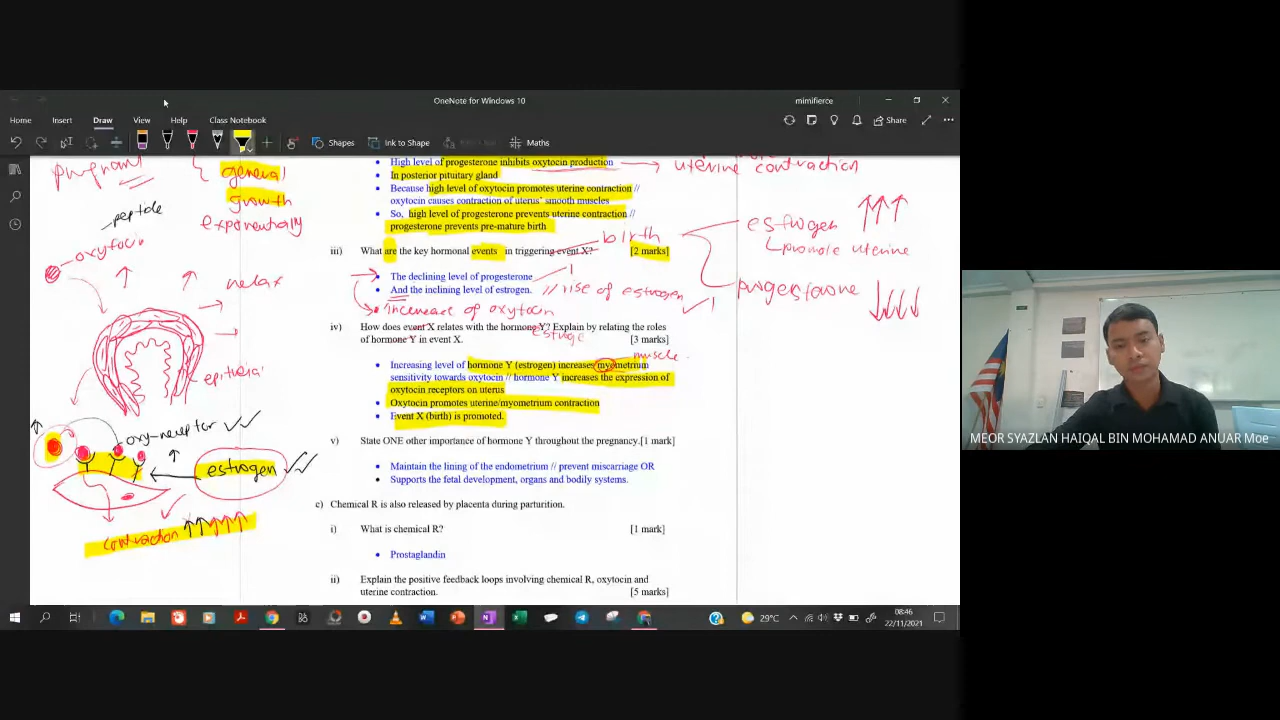 OneNote for Windows 10
mimifierce
Home Insert Draw View Help Class Notebook
Share
Shapes Ink to Shape Ink to Maths Maths
pregnant
general
growth
exponentially
peptide
oxytocin
relax
epithelial
oxy-receptor
estrogen
contraction
• High level of progesterone inhibits oxytocin production
uterine contraction
• In posterior pituitary gland
• Because high level of oxytocin promotes uterine contraction //
oxytocin causes contraction of uterus' smooth muscles
• So, high level of progesterone prevents uterine contraction //
progesterone prevents pre-mature birth
birth
iii) What are the key hormonal events in triggering event X? [2 marks]
• The declining level of progesterone
• And the inclining level of estrogen. // rise of estrogen
• increase of oxytocin
estrogen
promote uterine
progesterone
iv) How does event X relates with the hormone Y? Explain by relating the roles
of hormone Y in event X. [3 marks]
muscle
• Increasing level of hormone Y (estrogen) increases myometrium
sensitivity towards oxytocin // hormone Y increases the expression of
oxytocin receptors on uterus
• Oxytocin promotes uterine/myometrium contraction
• Event X (birth) is promoted.
v) State ONE other importance of hormone Y throughout the pregnancy.[1 mark]
• Maintain the lining of the endometrium // prevent miscarriage OR
• Supports the fetal development, organs and bodily systems.
c) Chemical R is also released by placenta during parturition.
i) What is chemical R? [1 mark]
• Prostaglandin
ii) Explain the positive feedback loops involving chemical R, oxytocin and
uterine contraction. [5 marks]
29°C
08:46
22/11/2021
MEOR SYAZLAN HAIQAL BIN MOHAMAD ANUAR Moe